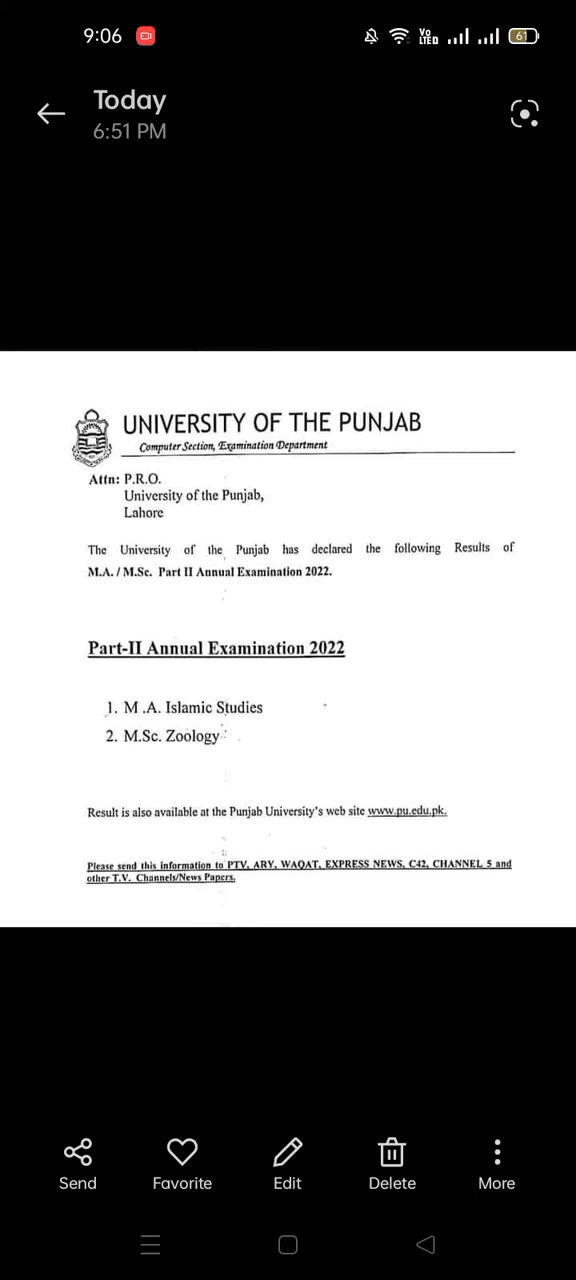 9:06
Vo
LTED
61
Today
6:51 PM
UNIVERSITY OF THE PUNJAB
Computer Section, Examination Department
Attn: P.R.O.
University of the Punjab,
Lahore
The University of the Punjab has declared the following Results of
M.A. / M.Sc. Part II Annual Examination 2022.
Part-II Annual Examination 2022
1. M .A. Islamic Studies
2. M.Sc. Zoology
Result is also available at the Punjab University's web site www.pu.edu.pk.
Please send this information to PTV, ARY, WAQAT, EXPRESS NEWS, C42, CHANNEL 5 and
other T.V. Channels/News Papers.
Send
Favorite
Edit
Delete
More